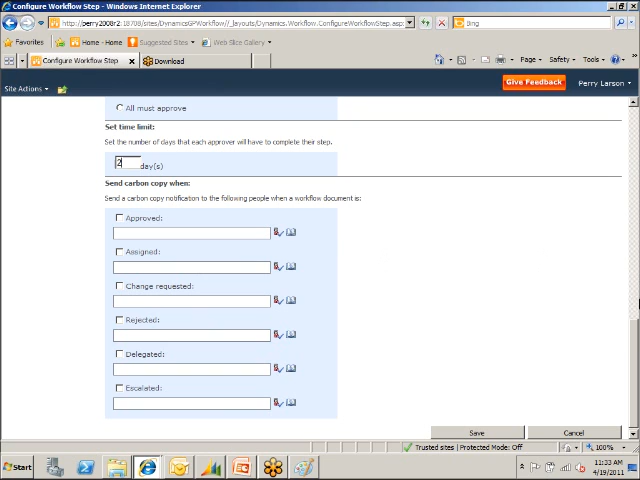 Configure Workflow Step - Windows Internet Explorer
http://perry2008r2:18708/sites/DynamicsGPWorkflow//_layouts/Dynamics.Workflow.ConfigureWorkflowStep.asp
Bing
Favorites Home - Home Suggested Sites Web Slice Gallery
Configure Workflow Step Download Page Safety Tools
Site Actions Give Feedback Perry Larson
All must approve
Set time limit:
Set the number of days that each approver will have to complete their step.
2 day(s)
Send carbon copy when:
Send a carbon copy notification to the following people when a workflow document is:
Approved:
Assigned:
Change requested:
Rejected:
Delegated:
Escalated:
Save Cancel
Trusted sites | Protected Mode: Off 100%
Start 11:33 AM
4/19/2011